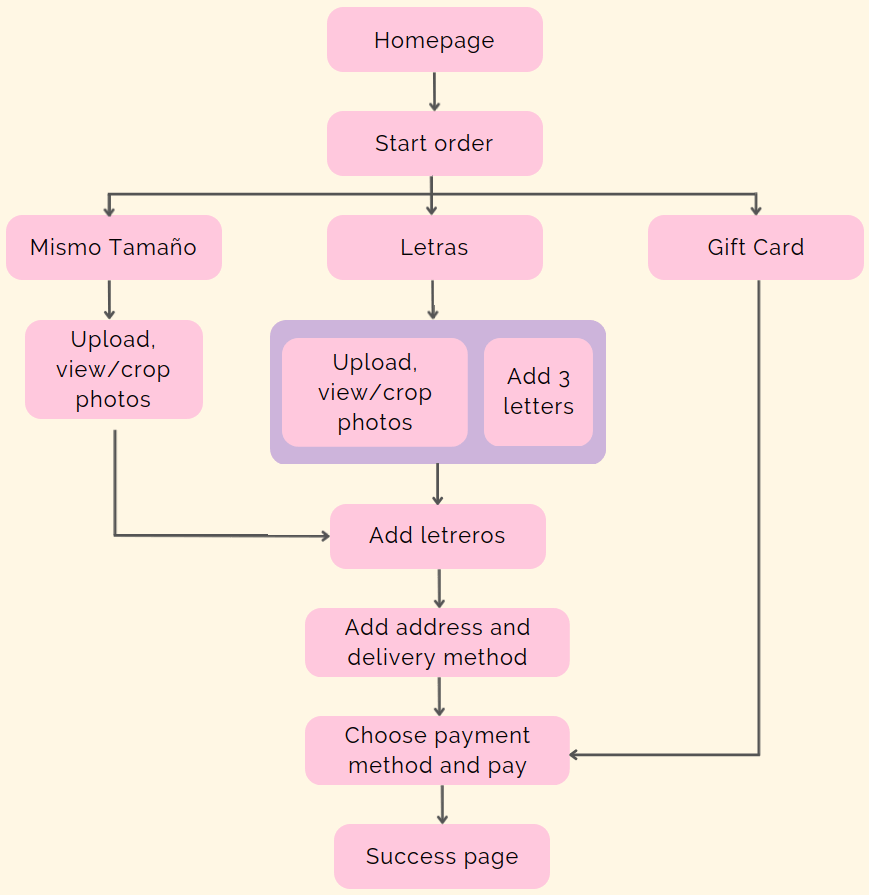 Homepage
Start order
Mismo Tamaño
Letras
Gift Card
Upload,
view/crop
photos
Upload,
view/crop
photos
Add 3
letters
Add letreros
Add address and
delivery method
Choose payment
method and pay
Success page